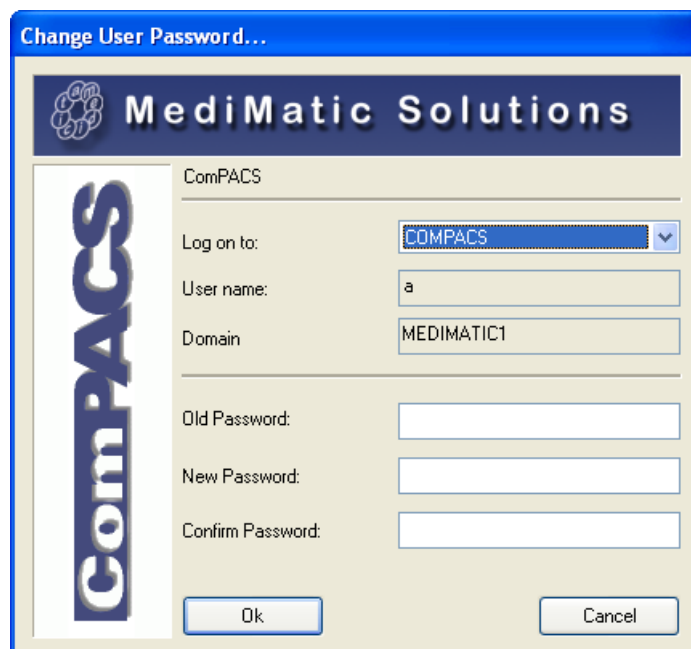 Change User Password...
MediMatic Solutions
ComPACS
ComPACS
Log on to:
COMPACS
User name:
a
Domain
MEDIMATIC1
Old Password:
New Password:
Confirm Password:
Ok
Cancel